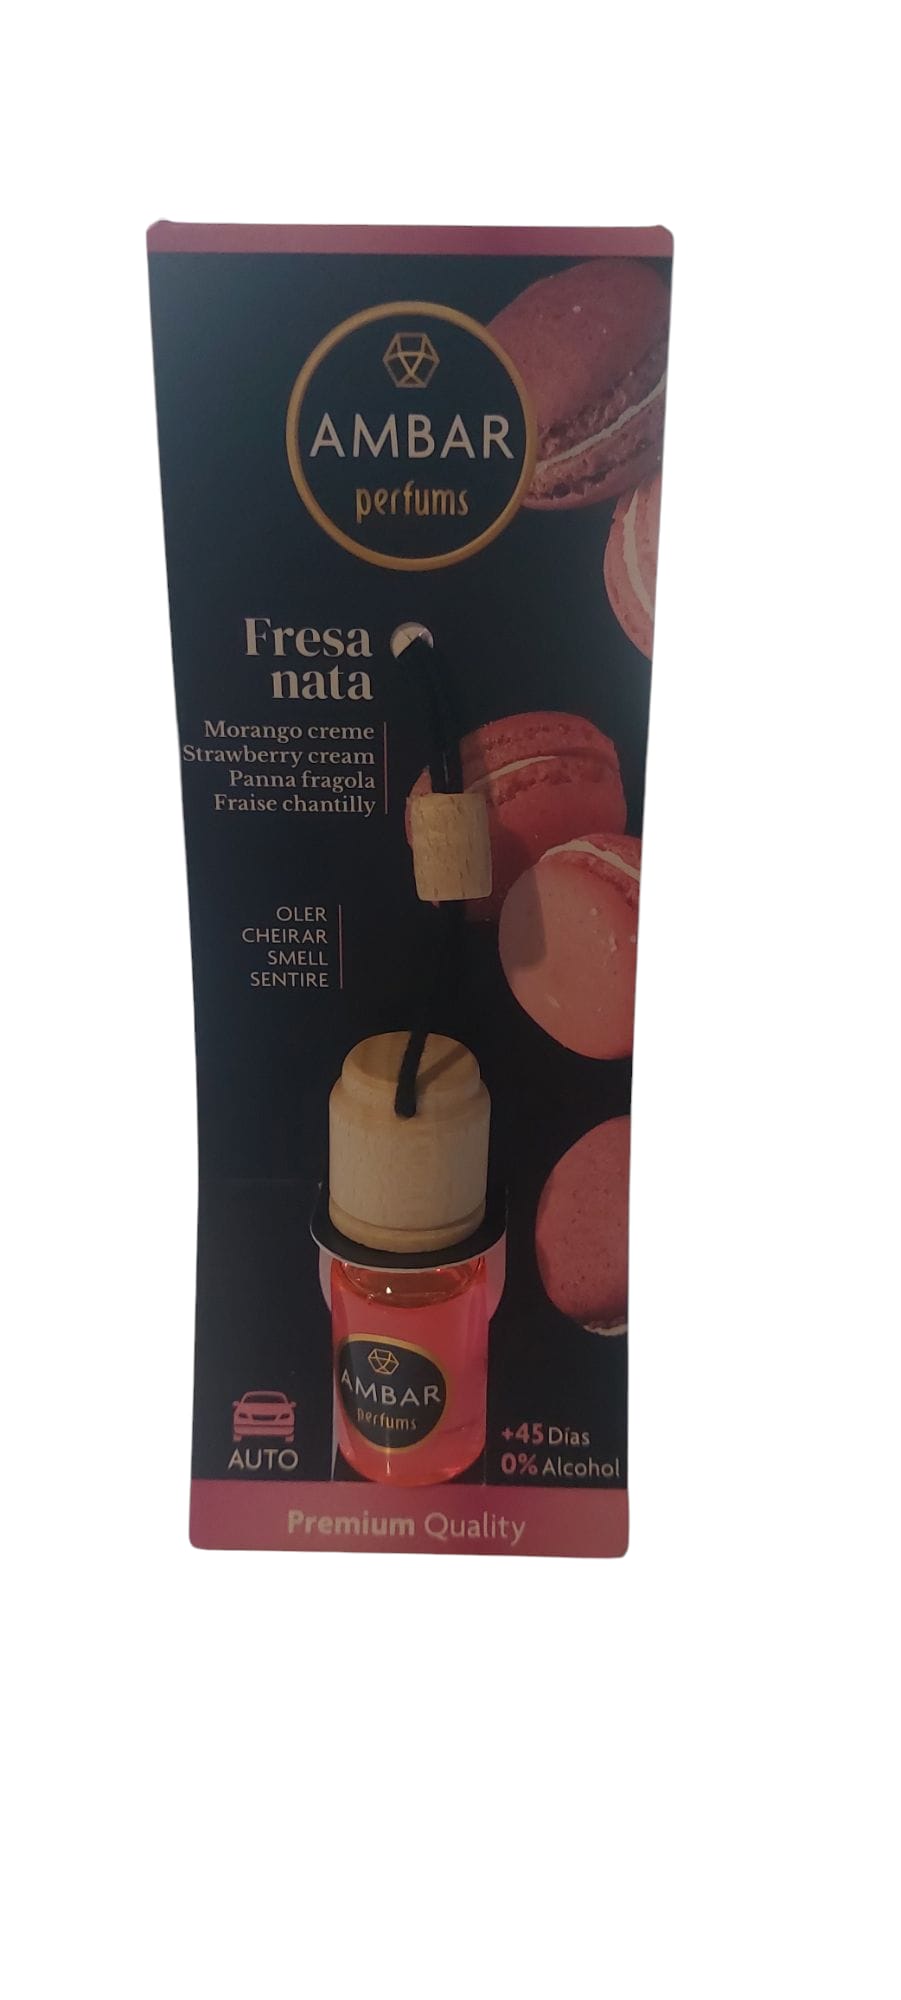 AMBAR
perfums
Fresa
nata
Morango creme
Strawberry cream
Panna fragola
Fraise chantilly
OLER
CHEIRAR
SMELL
SENTIRE
AMBAR
perfums
AUTO
+45 Días
0% Alcohol
Premium Quality